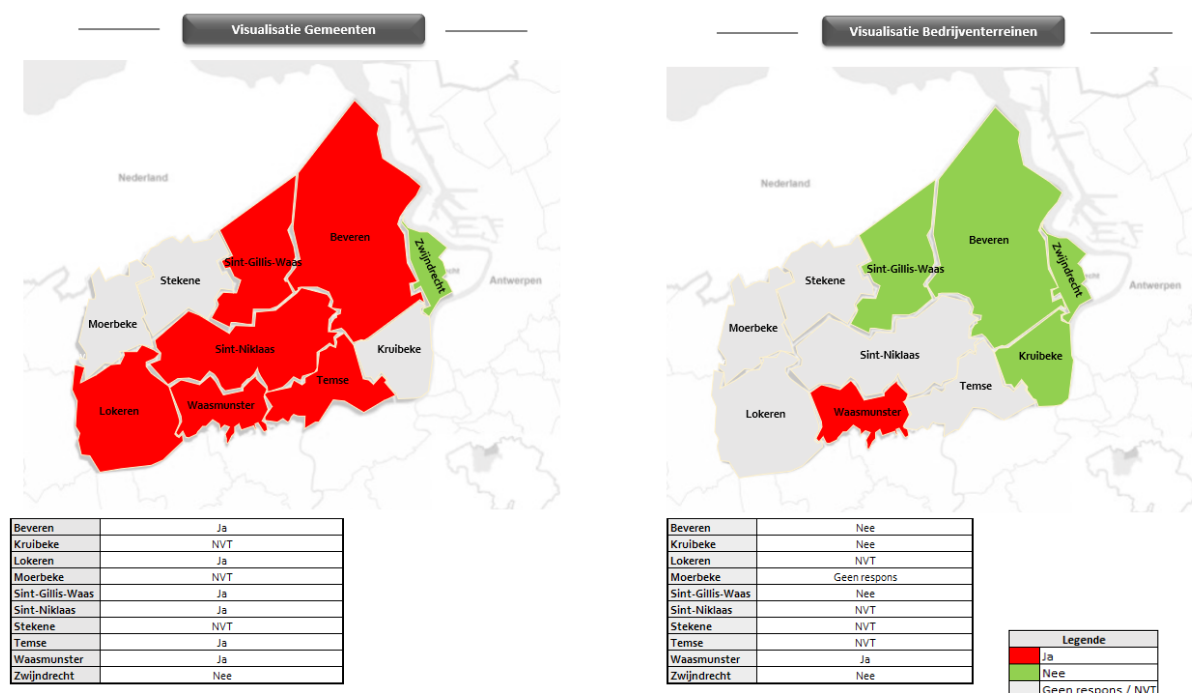 Visualisatie Gemeenten
Nederland
Beveren
Zwijndrecht
Sint-Gillis-Waas
Stekene
Antwerpen
Moerbeke
Sint-Niklaas
Kruibeke
Temse
Lokeren
Waasmunster
Beveren Ja
Kruibeke NVT
Lokeren Ja
Moerbeke NVT
Sint-Gillis-Waas Ja
Sint-Niklaas Ja
Stekene NVT
Temse Ja
Waasmunster Ja
Zwijndrecht Nee
Visualisatie Bedrijventerreinen
Nederland
Beveren
Zwijndrecht
Sint-Gillis-Waas
Stekene
Antwerpen
Moerbeke
Sint-Niklaas
Kruibeke
Temse
Lokeren
Waasmunster
Beveren Nee
Kruibeke Nee
Lokeren NVT
Moerbeke Geen respons
Sint-Gillis-Waas Nee
Sint-Niklaas NVT
Stekene NVT
Temse NVT
Waasmunster Ja
Zwijndrecht Nee
Legende
Ja
Nee
Geen respons / NVT